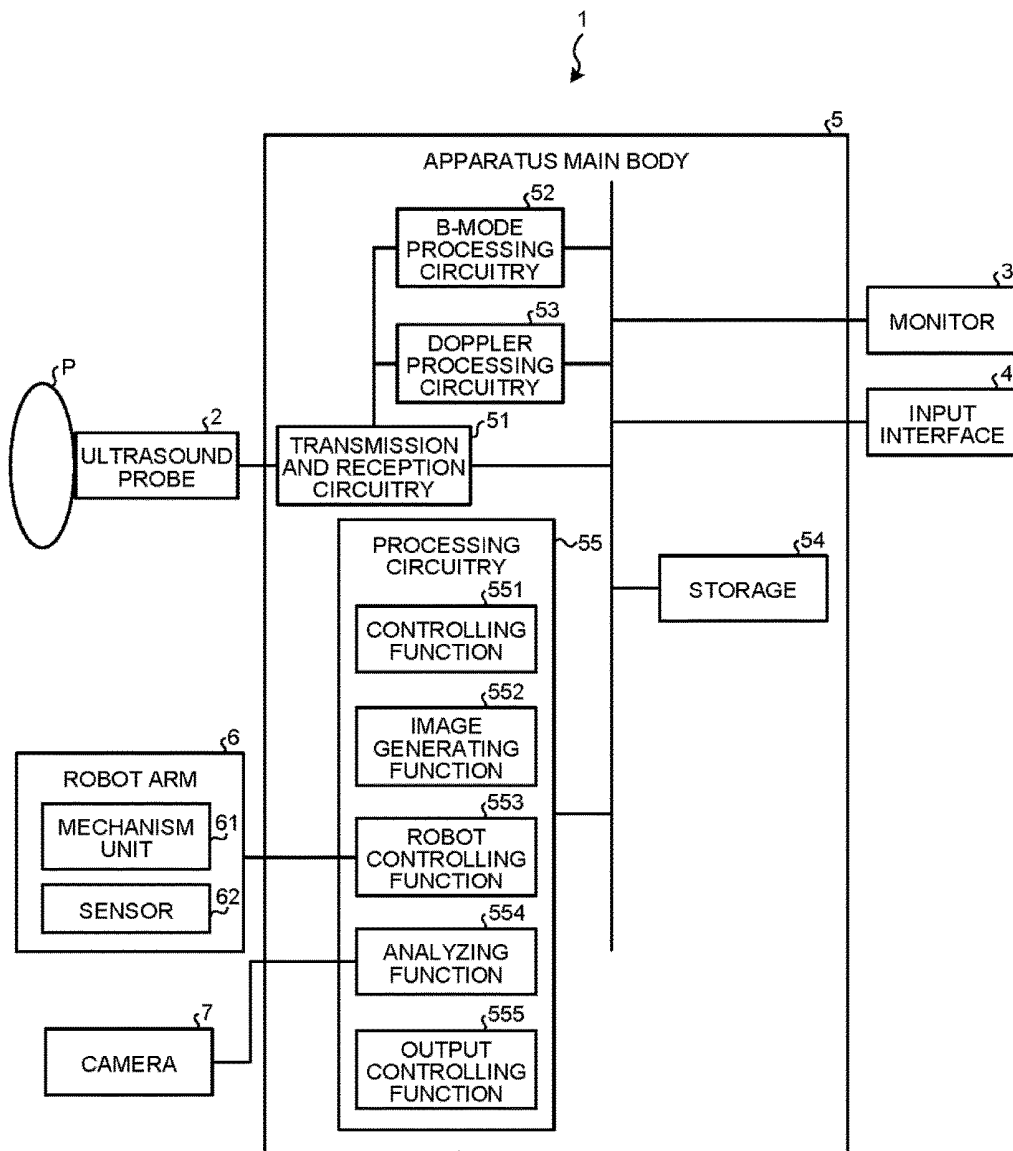 1
5
APPARATUS MAIN BODY
52
B-MODE
PROCESSING
CIRCUITRY
3
MONITOR
53
DOPPLER
PROCESSING
CIRCUITRY
P
4
INPUT
INTERFACE
2
ULTRASOUND
PROBE
51
TRANSMISSION
AND RECEPTION
CIRCUITRY
55
PROCESSING
CIRCUITRY
54
STORAGE
551
CONTROLLING
FUNCTION
552
IMAGE
GENERATING
FUNCTION
6
ROBOT ARM
MECHANISM
UNIT
61
SENSOR
62
553
ROBOT
CONTROLLING
FUNCTION
554
ANALYZING
FUNCTION
7
CAMERA
555
OUTPUT
CONTROLLING
FUNCTION